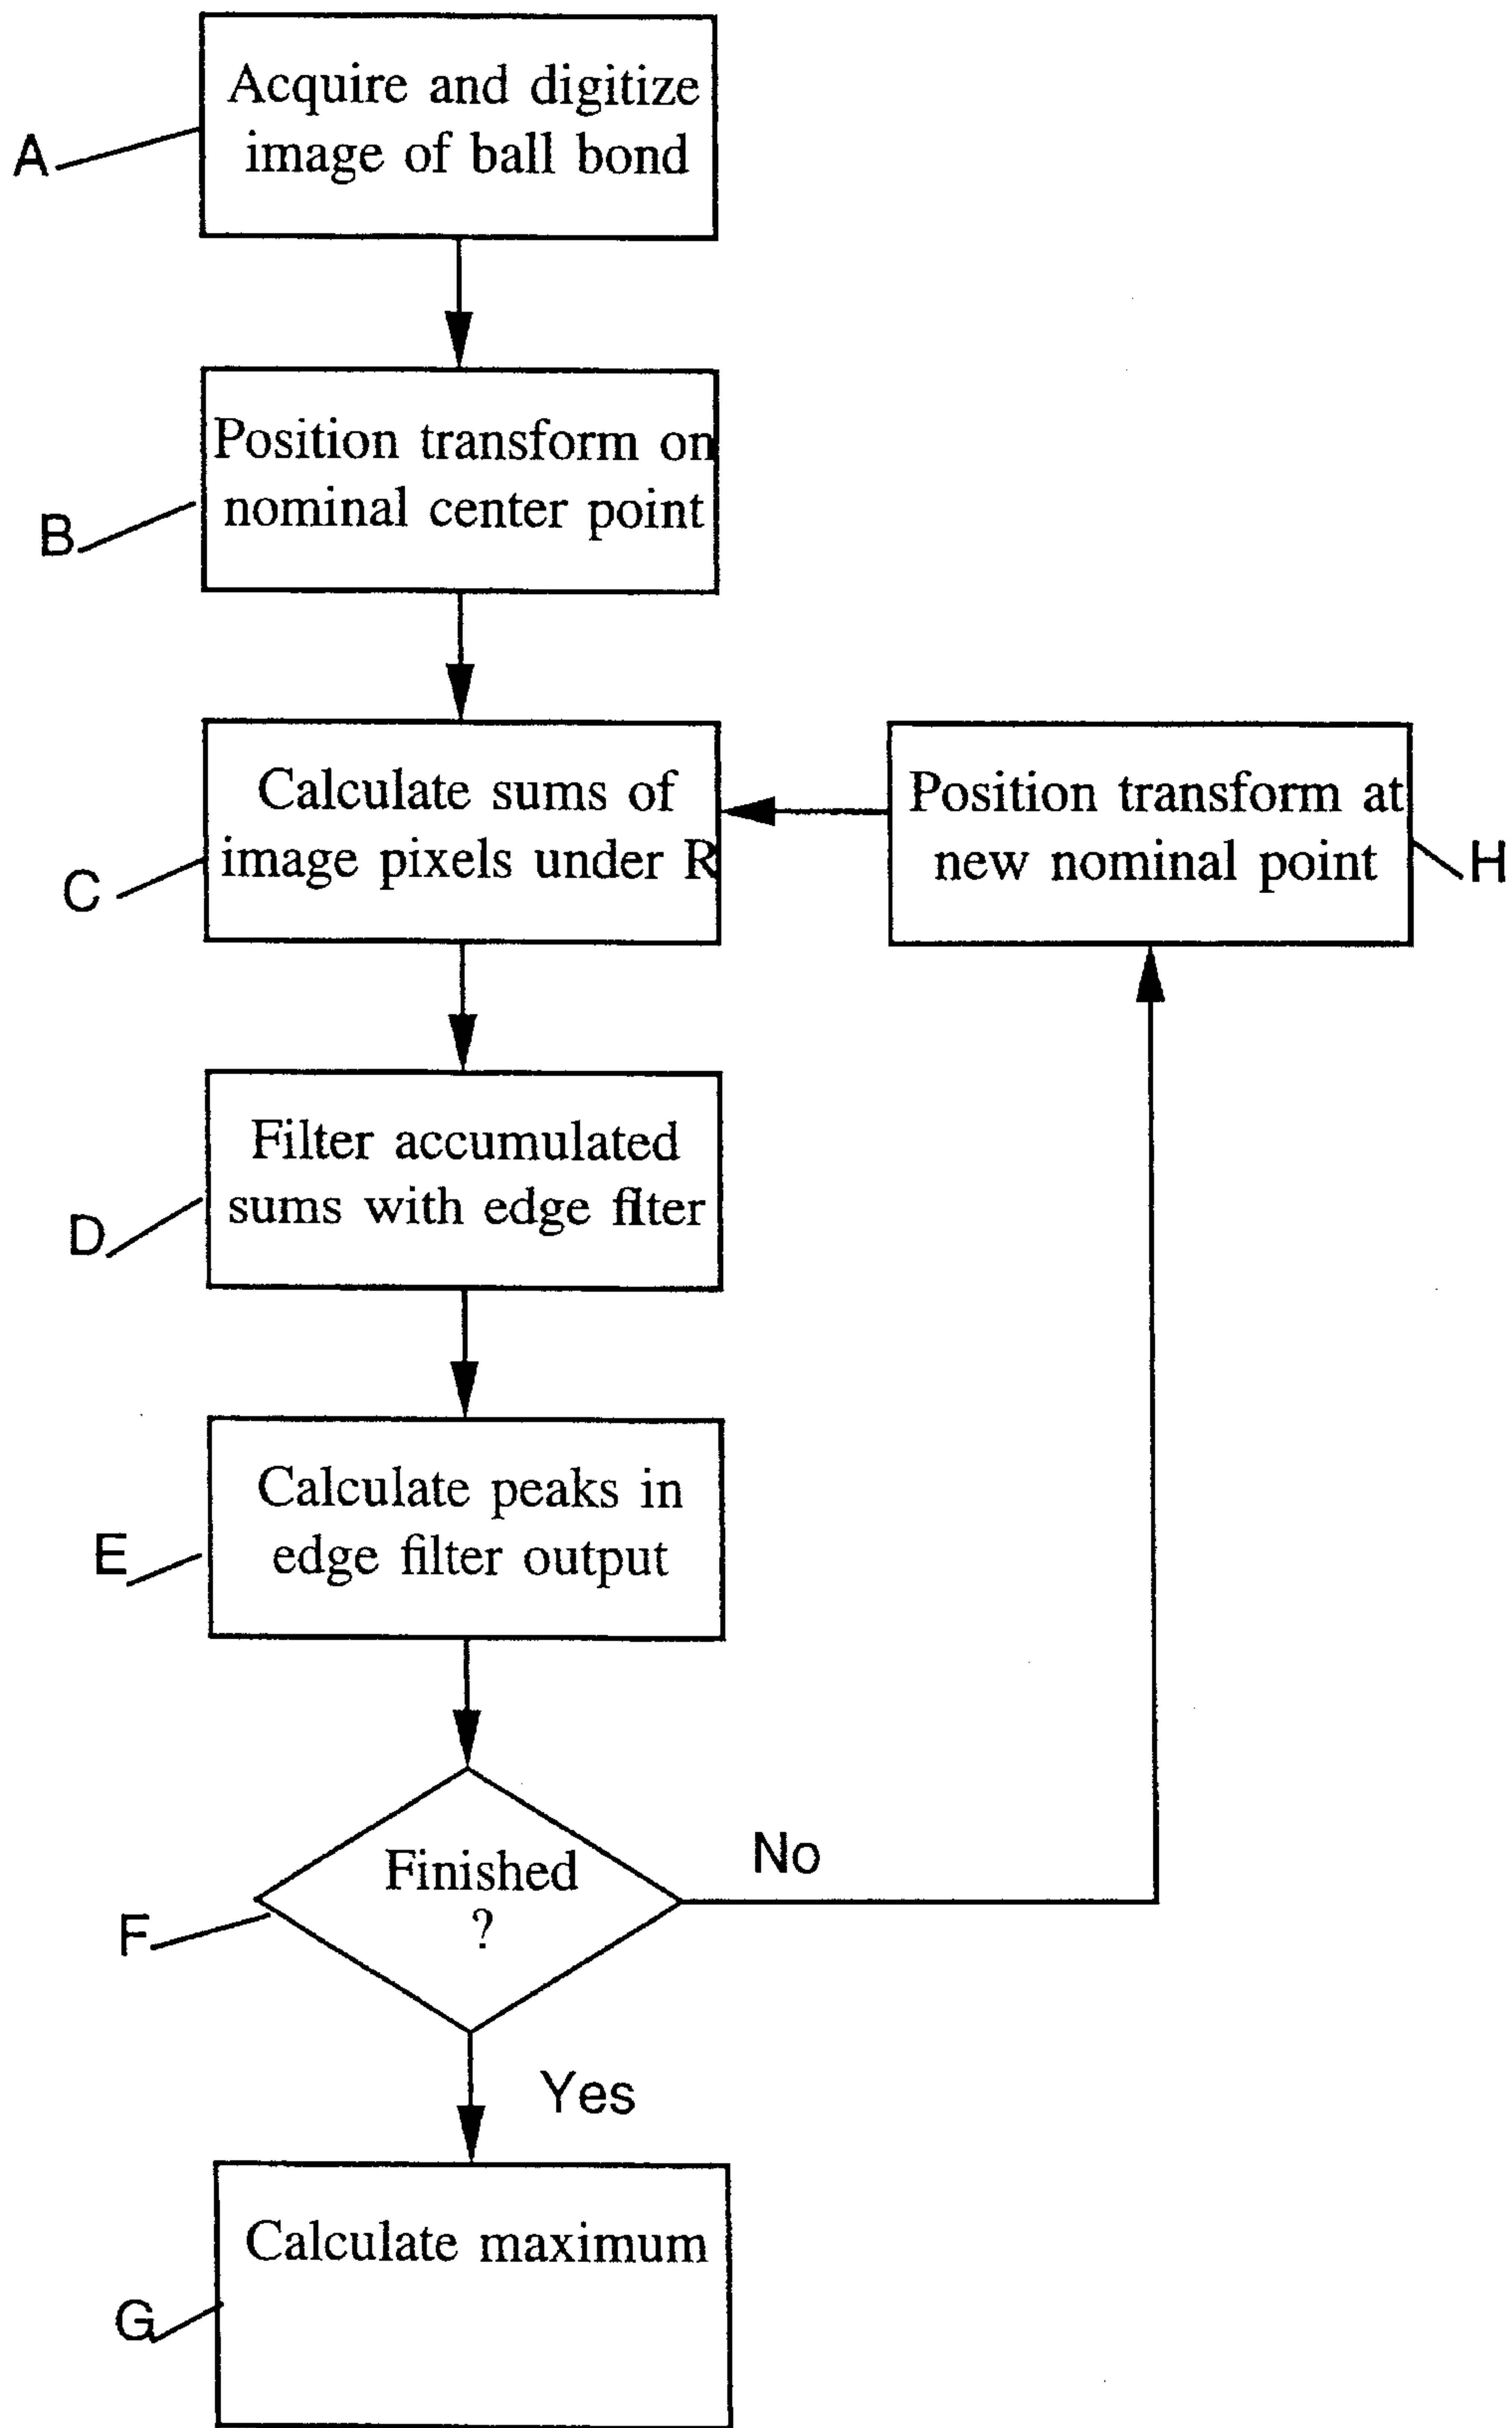 Acquire and digitize
image of ball bond
A
Position transform on
nominal center point
B
Calculate sums of
image pixels under R
C
Position transform at
new nominal point
H
Filter accumulated
sums with edge filter
D
Calculate peaks in
edge filter output
E
Finished
?
F
No
Yes
Calculate maximum
G